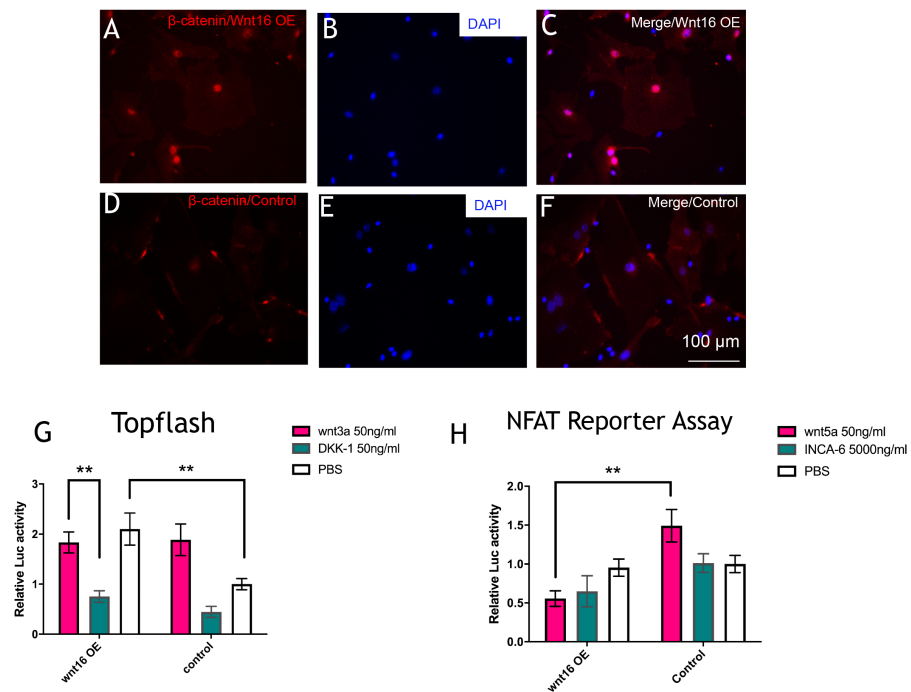 A
β-catenin/Wnt16 OE
B
DAPI
C
Merge/Wnt16 OE
D
β-catenin/Control
E
DAPI
F
Merge/Control
100 µm
G
Topflash
wnt3a 50ng/ml
DKK-1 50ng/ml
PBS
**
**
3
2
1
0
Relative Luc activity
wnt16 OE
control
H
NFAT Reporter Assay
wnt5a 50ng/ml
INCA-6 5000ng/ml
PBS
**
2.0
1.5
1.0
0.5
0.0
Relative Luc activity
wnt16 OE
Control